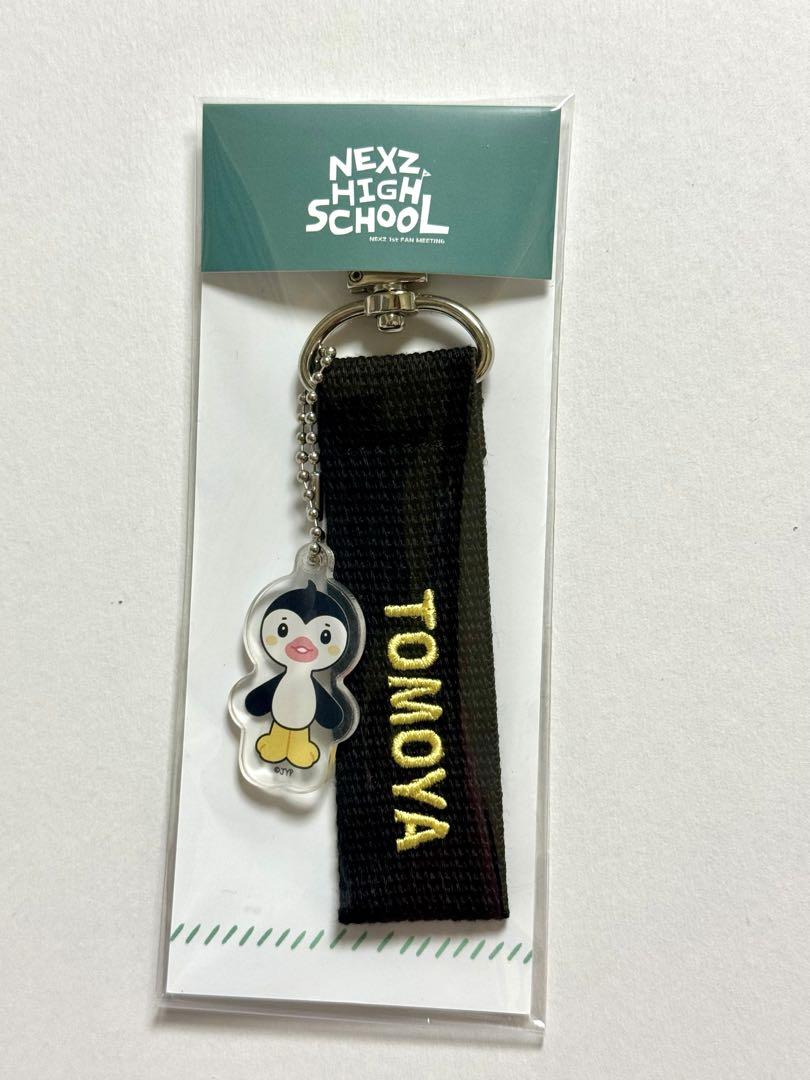 NEXZ
HIGH
SCHOOL
NEXZ 1st FAN MEETING
TOMOYA
©JYP